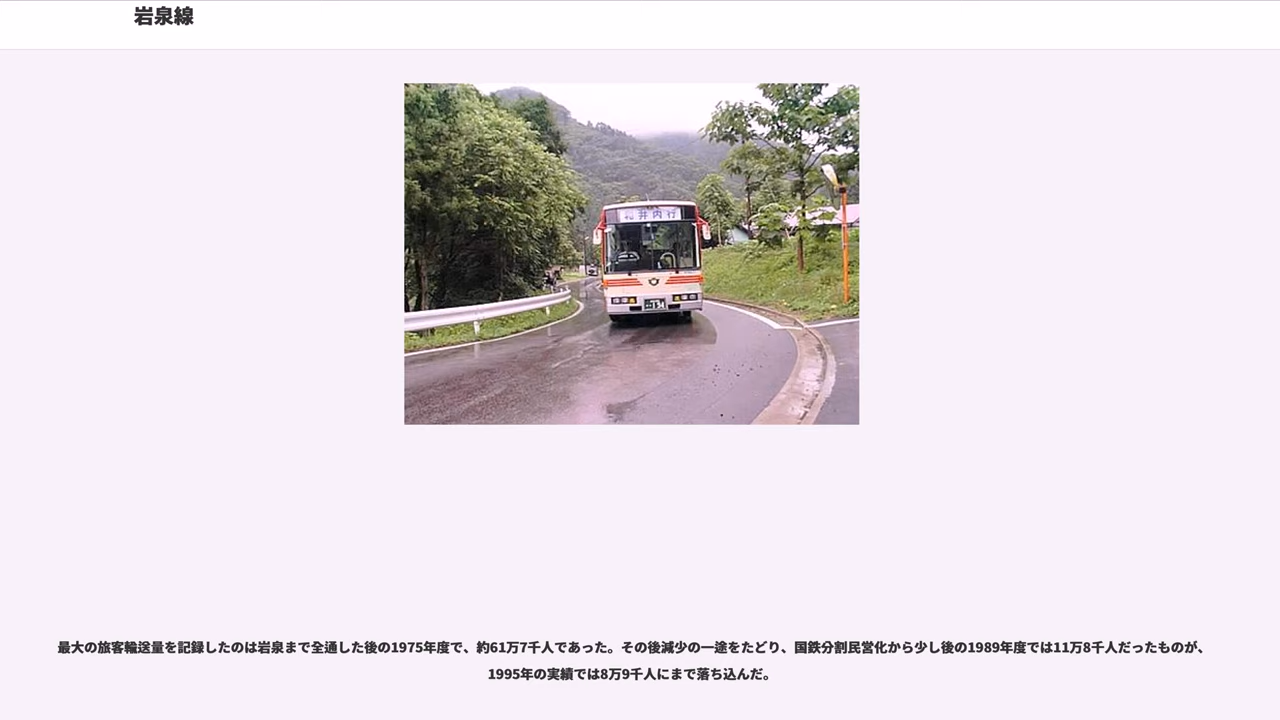 岩泉線
和井内行
最大の旅客輸送量を記録したのは岩泉まで全通した後の1975年度で、約61万7千人であった。その後減少の一途をたどり、国鉄分割民営化から少し後の1989年度では11万8千人だったものが、
1995年の実績では8万9千人にまで落ち込んだ。